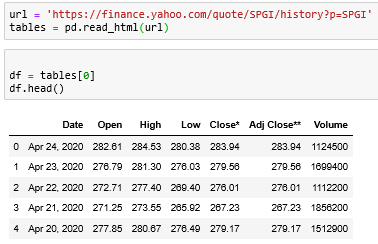 url = 'https://finance.yahoo.com/quote/SPGI/history?p=SPGI'
tables = pd.read_html(url)
df = tables[0]
df.head()
Date Open High Low Close* Adj Close** Volume
0 Apr 24, 2020 282.61 284.53 280.38 283.94 283.94 1124500
1 Apr 23, 2020 276.79 281.30 276.03 279.56 279.56 1699400
2 Apr 22, 2020 272.71 277.40 269.40 276.01 276.01 1112200
3 Apr 21, 2020 271.25 273.55 265.92 267.23 267.23 1856200
4 Apr 20, 2020 277.85 280.67 276.49 279.17 279.17 1512900